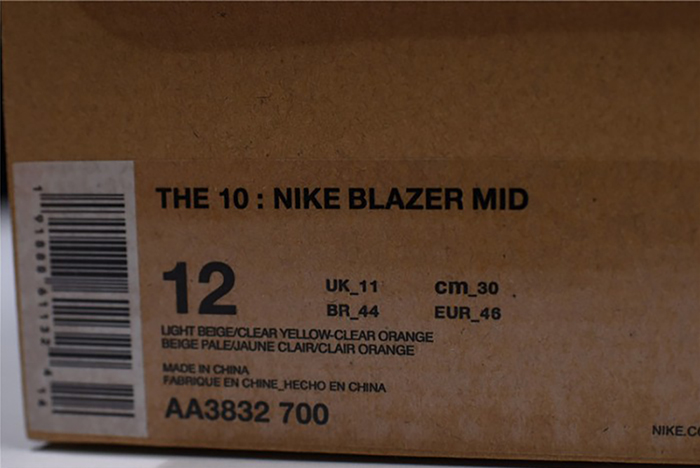 THE 10 : NIKE BLAZER MID
12
UK_11 cm_30
BR_44 EUR_46
LIGHT BEIGE/CLEAR YELLOW-CLEAR ORANGE
BEIGE PALE/JAUNE CLAIR/CLAIR ORANGE
MADE IN CHINA
FABRIQUE EN CHINE_HECHO EN CHINA
AA3832 700